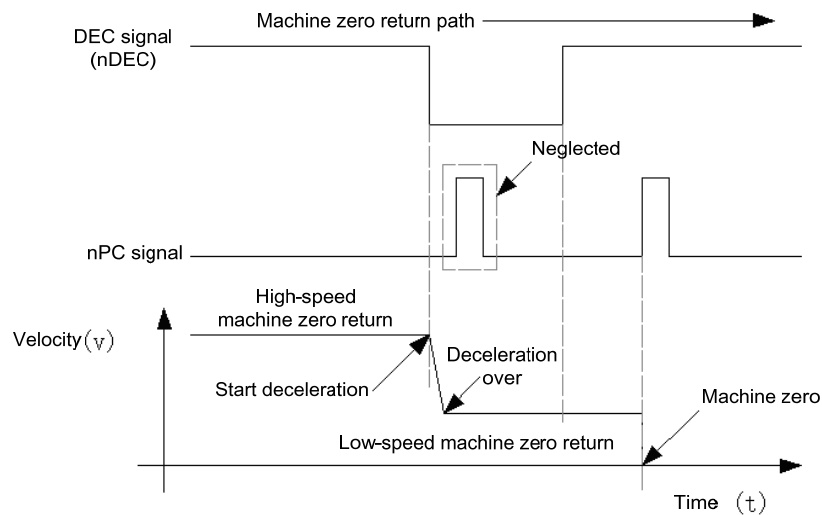 Machine zero return path
DEC signal
(nDEC)
Neglected
nPC signal
High-speed
machine zero return
Velocity(v)
Deceleration
over
Start deceleration
Machine zero
Low-speed machine zero return
Time (t)